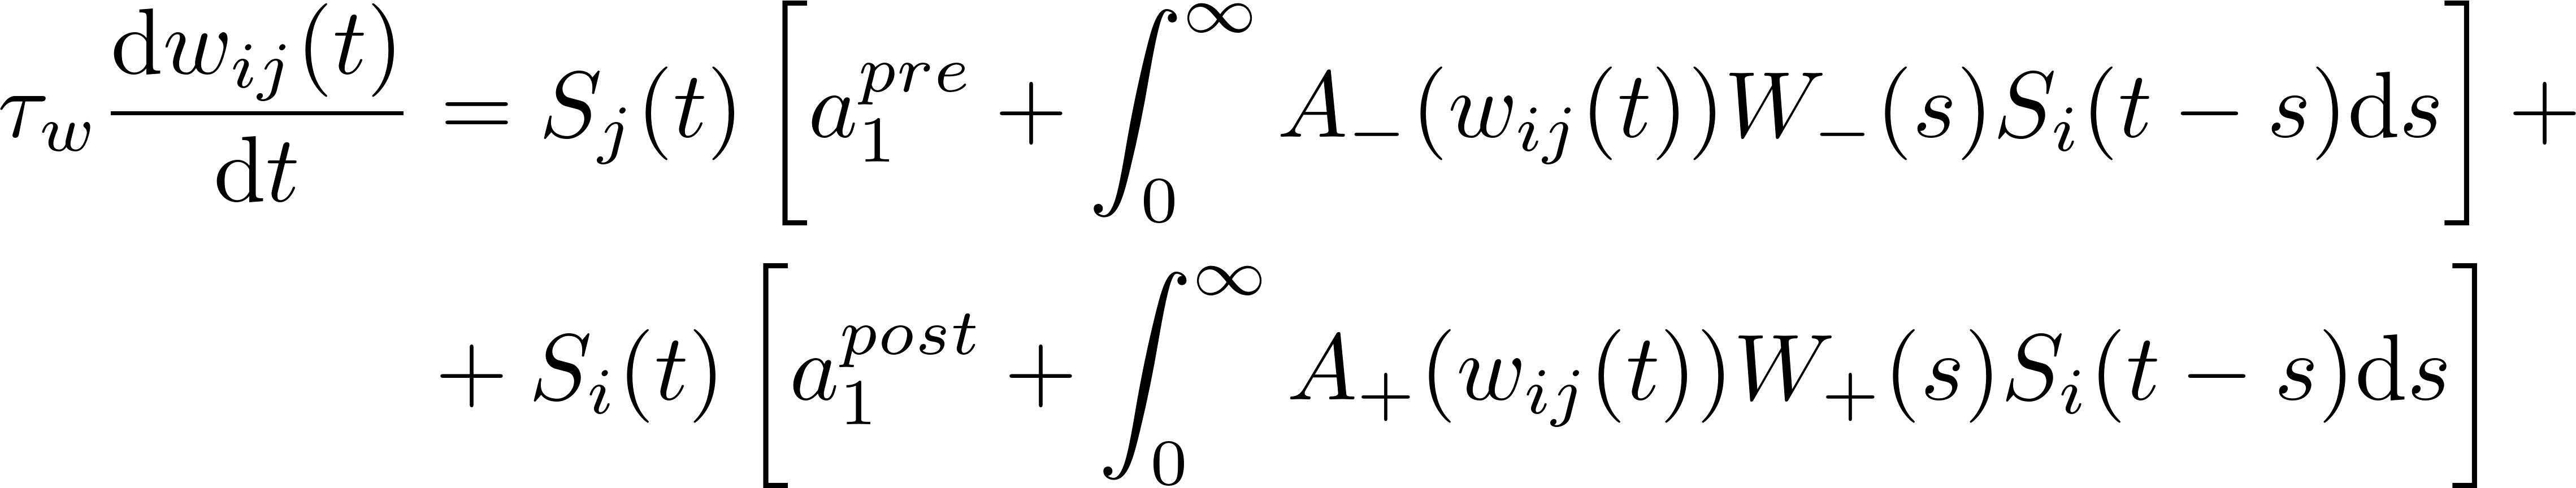 τ_w dw_{ij}(t)/dt = S_j(t) [ a_1^{pre} + ∫_0^∞ A_−(w_{ij}(t))W_−(s)S_i(t − s)ds ] +
+ S_i(t) [ a_1^{post} + ∫_0^∞ A_+(w_{ij}(t))W_+(s)S_i(t − s)ds ]